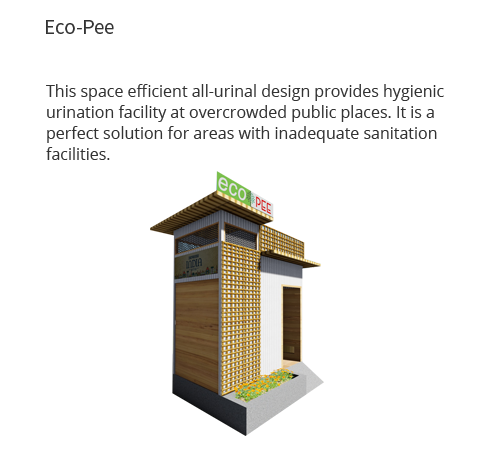 Eco-Pee
This space efficient all-urinal design provides hygienic
urination facility at overcrowded public places. It is a
perfect solution for areas with inadequate sanitation
facilities.
eco
PEE